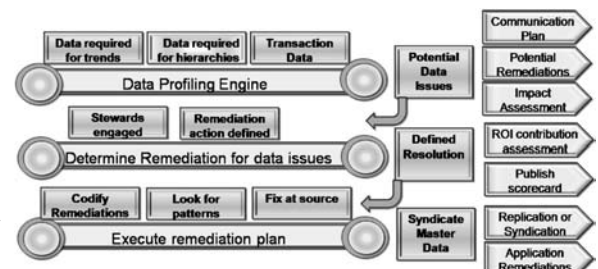 Communication
Plan
Data required
for trends
Data required
for hierarchies
Transaction
Data
Data Profiling Engine
Potential
Data
Issues
Potential
Remediations
Impact
Assessment
Stewards
engaged
Remediation
action defined
Determine Remediation for data issues
Defined
Resolution
ROI contribution
assessment
Publish
scorecard
Codify
Remediations
Look for
patterns
Fix at source
Execute remediation plan
Syndicate
Master
Data
Replication or
Syndication
Application
Remediations